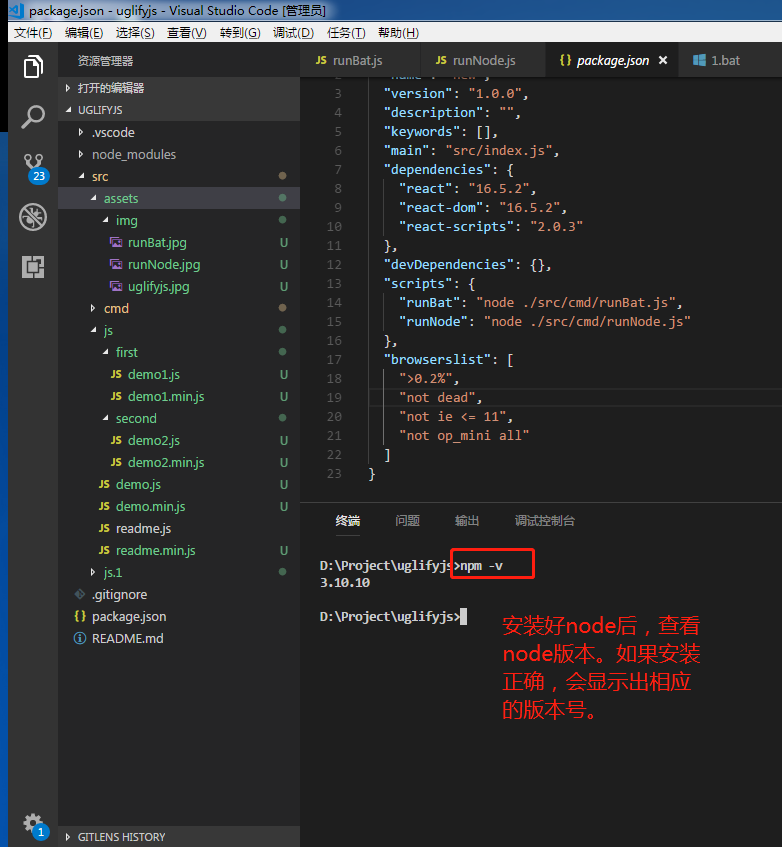 package.json - uglifyjs - Visual Studio Code [管理员]
文件(F) 编辑(E) 选择(S) 查看(V) 转到(G) 调试(D) 任务(T) 帮助(H)
资源管理器
打开的编辑器
UGLIFYJS
.vscode
node_modules
src
assets
img
runBat.jpg U
runNode.jpg U
uglifyjs.jpg U
cmd
js
first
JS demo1.js U
JS demo1.min.js U
second
JS demo2.js U
JS demo2.min.js U
JS demo.js U
JS demo.min.js U
JS readme.js
JS readme.min.js U
js.1
.gitignore
{} package.json
README.md
GITLENS HISTORY
23
1
JS runBat.js JS runNode.js {} package.json × 1.bat
3 "version": "1.0.0",
4 "description": "",
5 "keywords": [],
6 "main": "src/index.js",
7 "dependencies": {
8 "react": "16.5.2",
9 "react-dom": "16.5.2",
10 "react-scripts": "2.0.3"
11 },
12 "devDependencies": {},
13 "scripts": {
14 "runBat": "node ./src/cmd/runBat.js",
15 "runNode": "node ./src/cmd/runNode.js"
16 },
17 "browserslist": [
18 ">0.2%",
19 "not dead",
20 "not ie <= 11",
21 "not op_mini all"
22 ]
23 }
终端 问题 输出 调试控制台
D:\Project\uglifyjs>npm -v
3.10.10
D:\Project\uglifyjs>
安装好node后，查看
node版本。如果安装
正确，会显示出相应
的版本号。